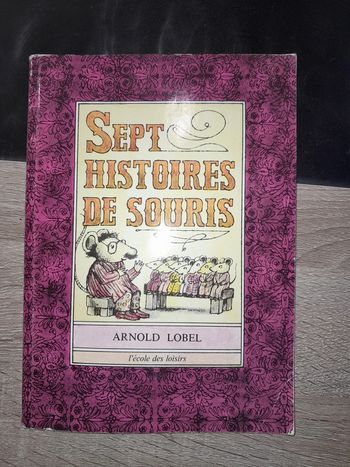 SEPT
HISTOIRES
DE SOURIS
ARNOLD LOBEL
l'école des loisirs